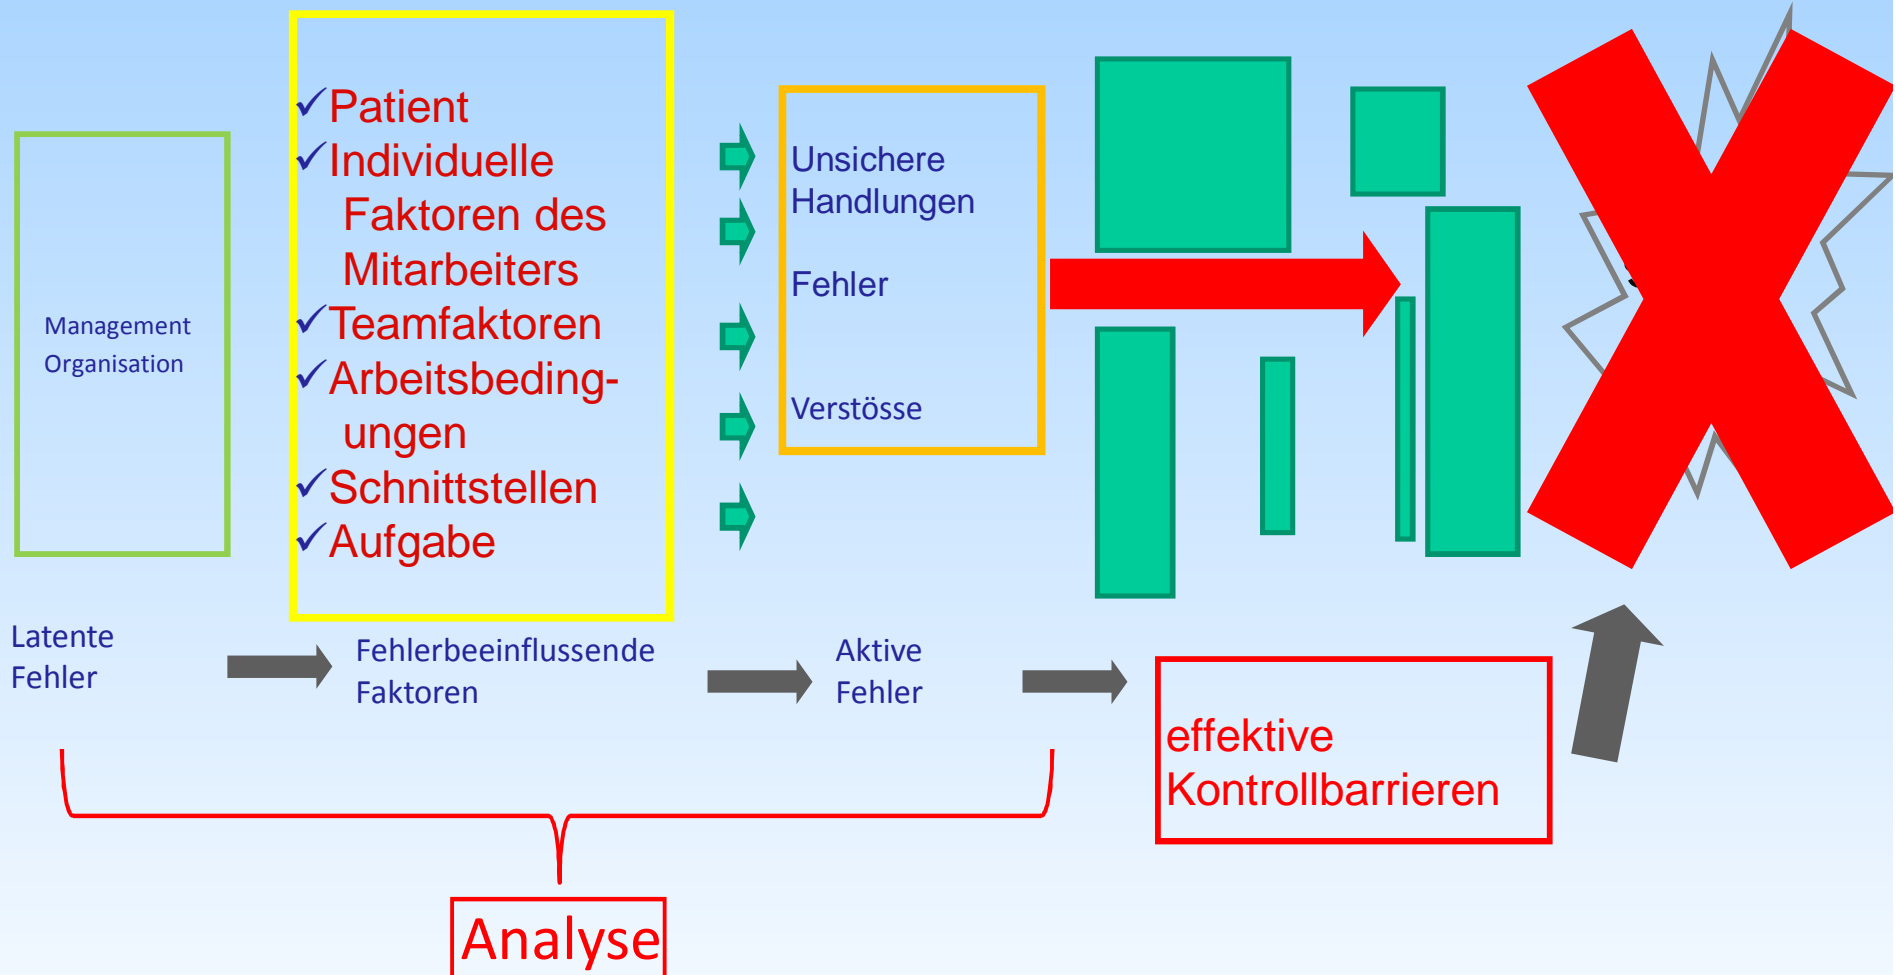 Management
Organisation
Patient
Individuelle
Faktoren des
Mitarbeiters
Teamfaktoren
Arbeitsbeding-
ungen
Schnittstellen
Aufgabe
Unsichere
Handlungen
Fehler
Verstösse
Latente
Fehler
Fehlerbeeinflussende
Faktoren
Aktive
Fehler
effektive
Kontrollbarrieren
Analyse